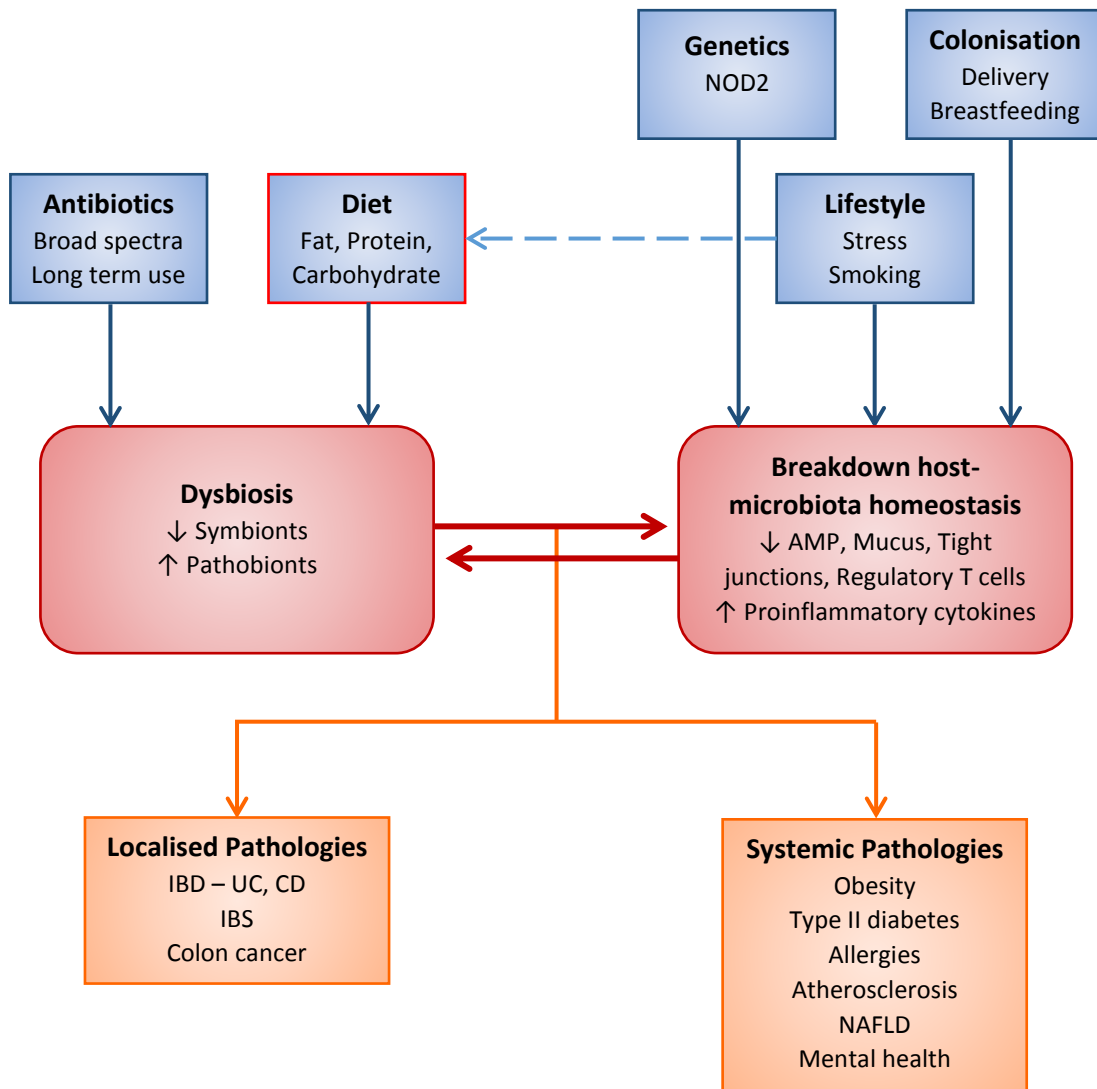 Genetics
NOD2
Colonisation
Delivery
Breastfeeding
Antibiotics
Broad spectra
Long term use
Diet
Fat, Protein,
Carbohydrate
Lifestyle
Stress
Smoking
Dysbiosis
↓ Symbionts
↑ Pathobionts
Breakdown host-
microbiota homeostasis
↓ AMP, Mucus, Tight
junctions, Regulatory T cells
↑ Proinflammatory cytokines
Localised Pathologies
IBD – UC, CD
IBS
Colon cancer
Systemic Pathologies
Obesity
Type II diabetes
Allergies
Atherosclerosis
NAFLD
Mental health